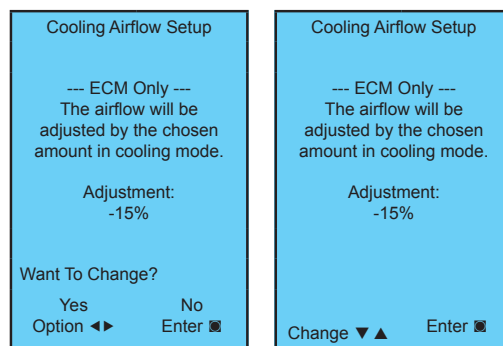 Cooling Airflow Setup
--- ECM Only ---
The airflow will be
adjusted by the chosen
amount in cooling mode.
Adjustment:
-15%
Want To Change?
Yes No
Option ◄► Enter ◙
Cooling Airflow Setup
--- ECM Only ---
The airflow will be
adjusted by the chosen
amount in cooling mode.
Adjustment:
-15%
Change ▼ ▲ Enter ◙